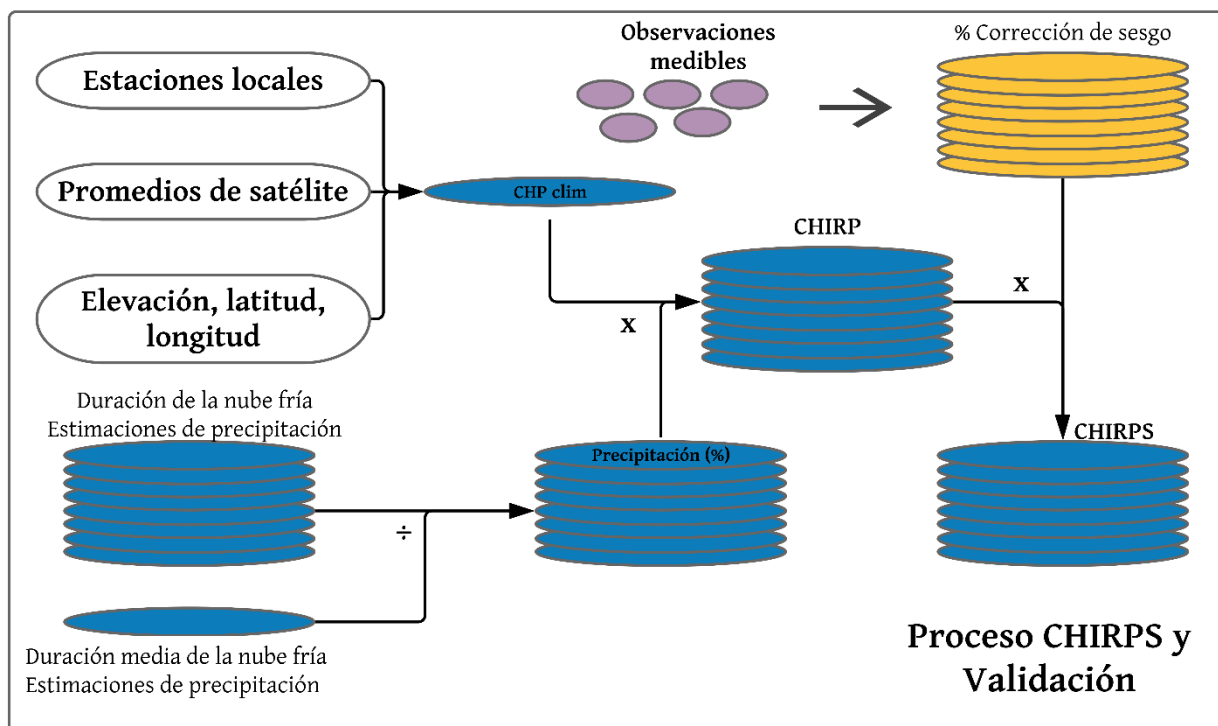 Estaciones locales
Promedios de satélite
Elevación, latitud,
longitud
Observaciones
medibles
% Corrección de sesgo
CHP clim
CHIRP
x
x
Duración de la nube fría
Estimaciones de precipitación
Precipitación (%)
CHIRPS
÷
Duración media de la nube fría
Estimaciones de precipitación
Proceso CHIRPS y
Validación